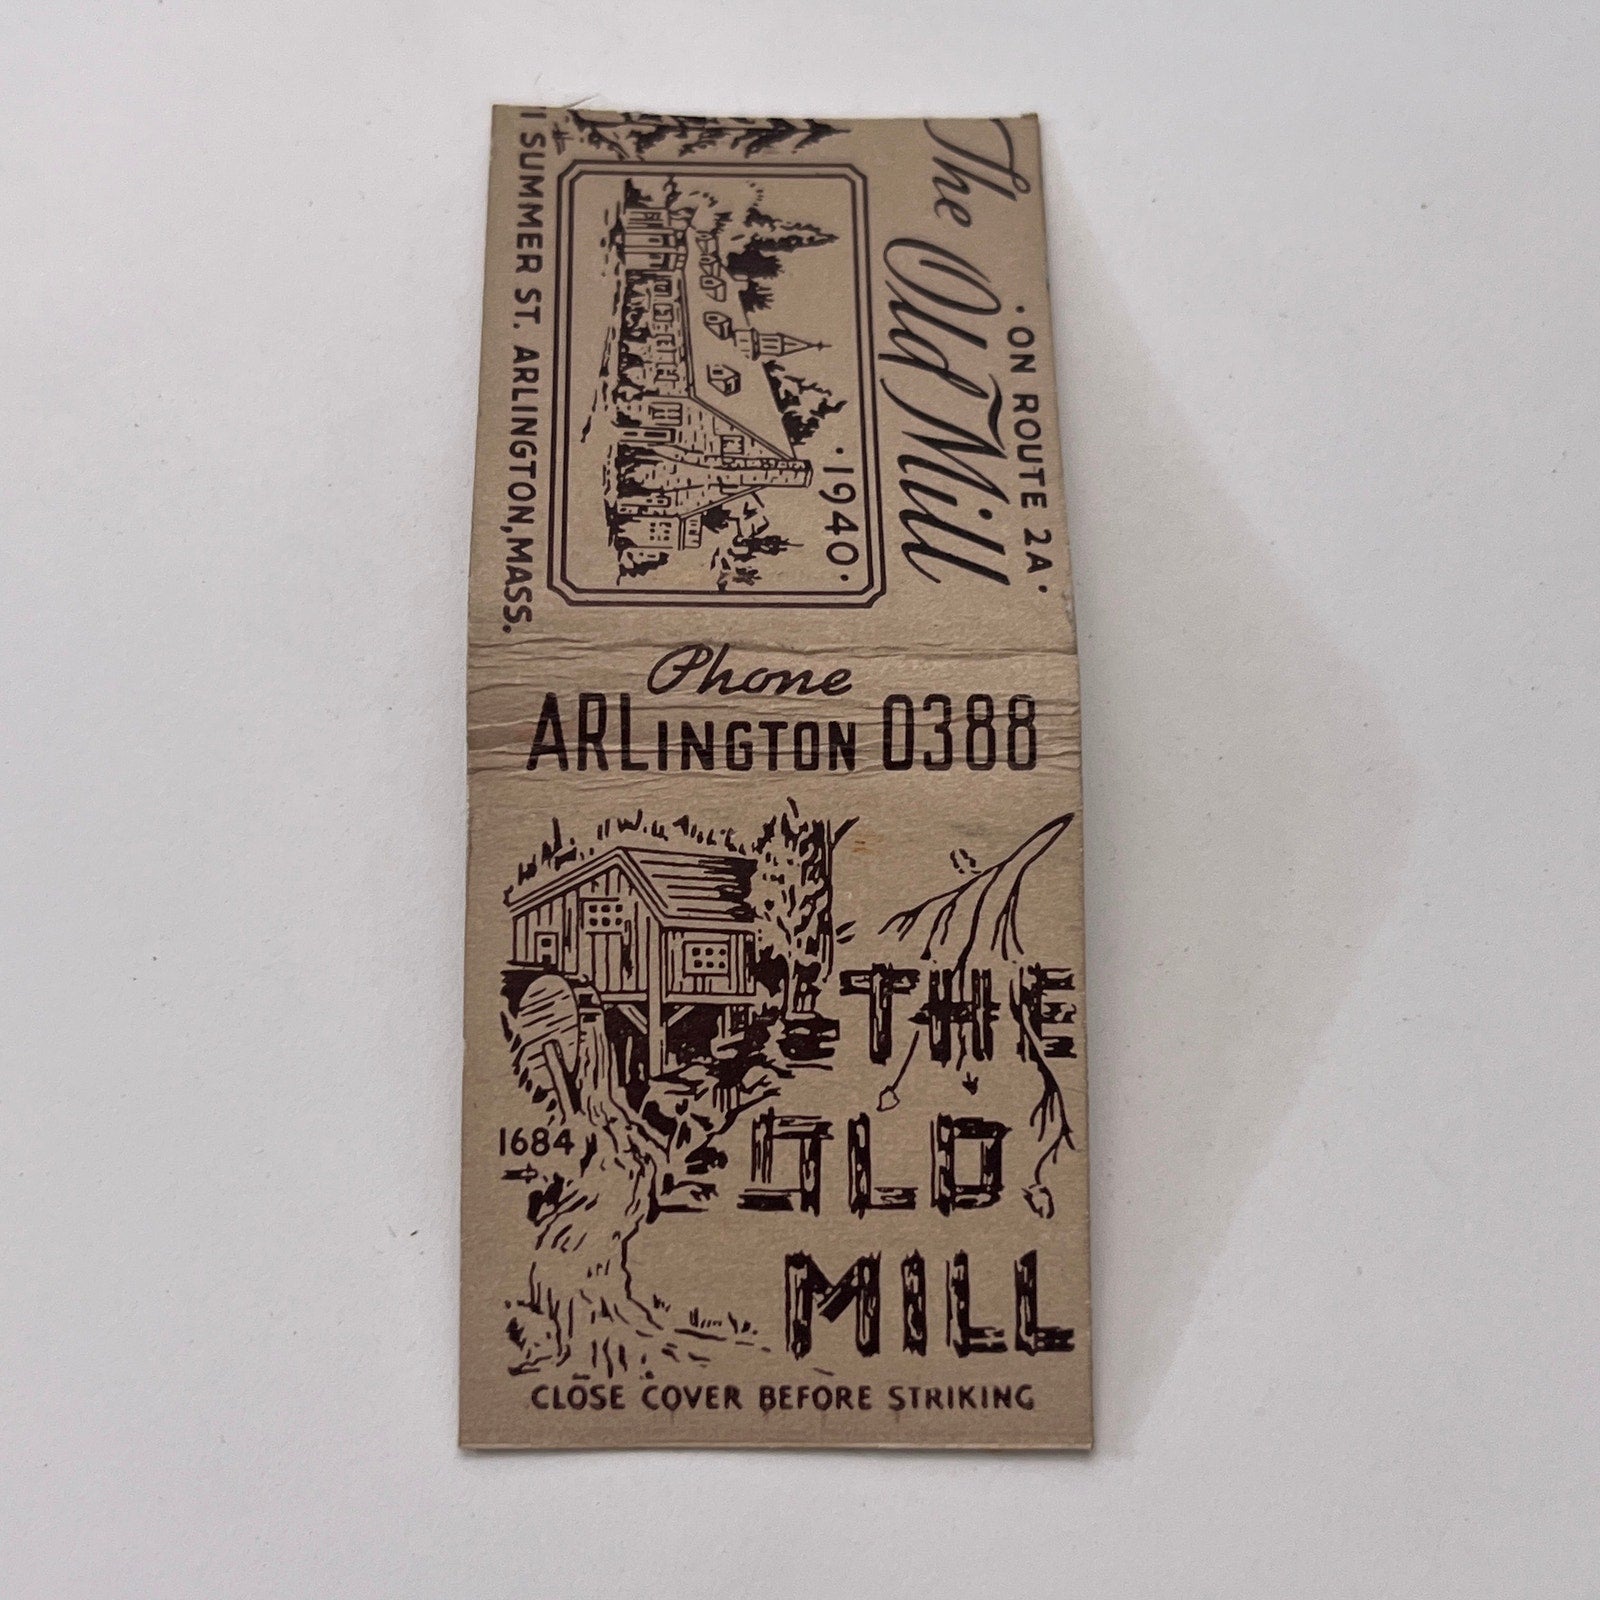 The Old Mill
· ON ROUTE 2A ·
· 1940 ·
1 SUMMER ST. ARLINGTON, MASS.
Phone
ARLINGTON 0388
1684
THE
OLD
MILL
CLOSE COVER BEFORE STRIKING